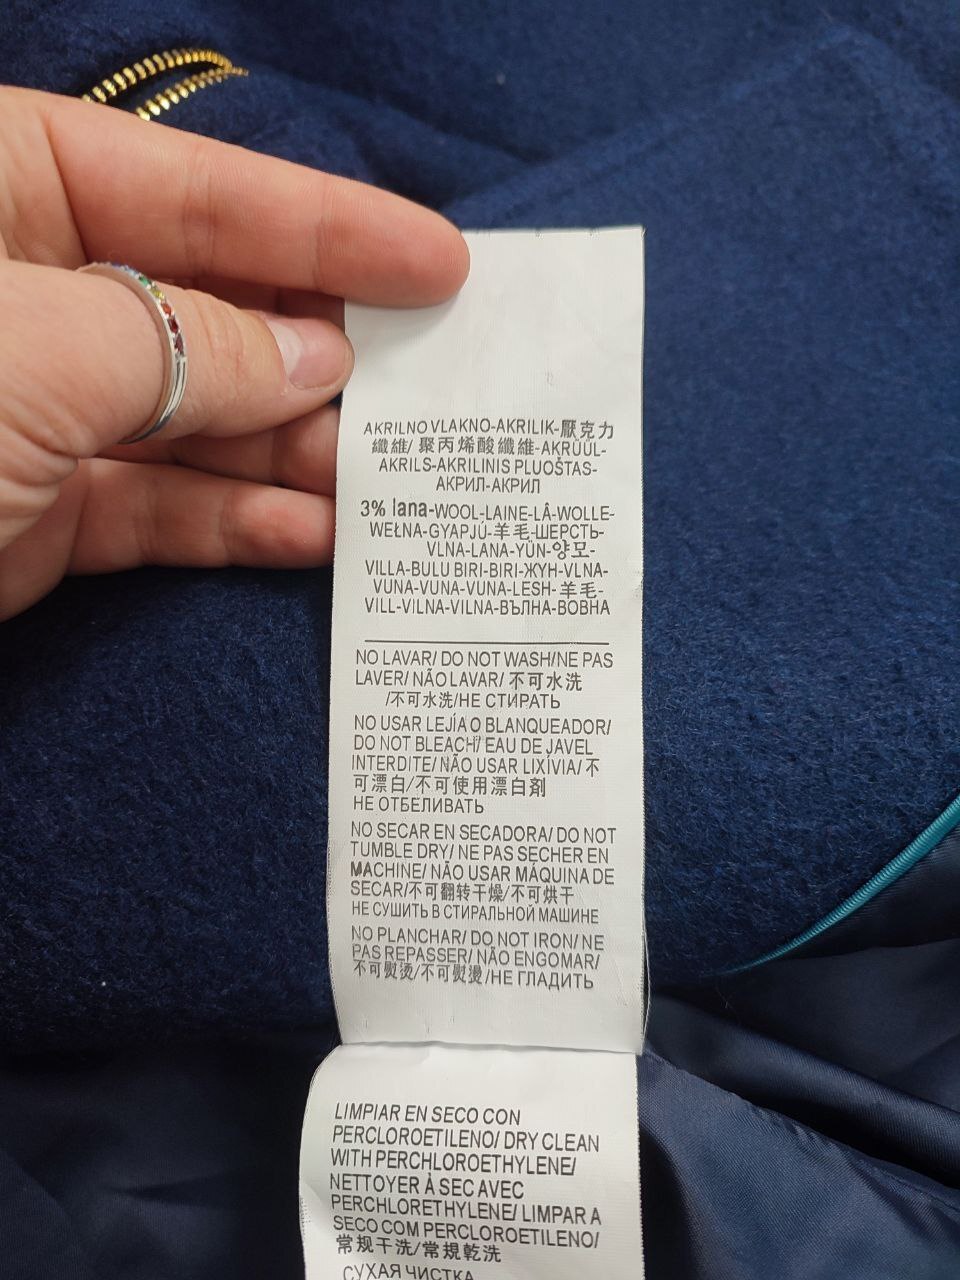 AKRILNO VLAKNO-AKRILIK-壓克力
纖維/ 聚丙烯酸纖維-AKRÜÜL-
AKRILS-AKRILINIS PLUOŠTAS-
АКРИЛ-АКРИЛ
3% lana-WOOL-LAINE-LÂ-WOLLE-
WEŁNA-GYAPJÚ-羊毛-ШЕРСТЬ-
VLNA-LANA-YÜN-양모-
VILLA-BULU BIRI-BIRI-ЖҮН-VLNA-
VUNA-VUNA-VUNA-LESH- 羊毛-
VILL-VILNA-VILNA-ВЪЛНА-ВОВНА
NO LAVAR/ DO NOT WASH/NE PAS
LAVER/ NÃO LAVAR/ 不可水洗
/不可水洗/НЕ СТИРАТЬ
NO USAR LEJÍA O BLANQUEADOR/
DO NOT BLEACH/ EAU DE JAVEL
INTERDITE/ NÃO USAR LIXÍVIA/ 不
可漂白/不可使用漂白劑
НЕ ОТБЕЛИВАТЬ
NO SECAR EN SECADORA/ DO NOT
TUMBLE DRY/ NE PAS SECHER EN
MACHINE/ NÃO USAR MÁQUINA DE
SECAR/不可翻转干燥/不可烘干
НЕ СУШИТЬ В СТИРАЛЬНОЙ МАШИНЕ
NO PLANCHAR/ DO NOT IRON/ NE
PAS REPASSER/ NÃO ENGOMAR/
不可熨烫/不可熨燙/НЕ ГЛАДИТЬ
LIMPIAR EN SECO CON
PERCLOROETILENO/ DRY CLEAN
WITH PERCHLOROETHYLENE/
NETTOYER À SEC AVEC
PERCHLORETHYLENE/ LIMPAR A
SECO COM PERCLOROETILENO/
常规干洗/常規乾洗
СУХАЯ ЧИСТКА